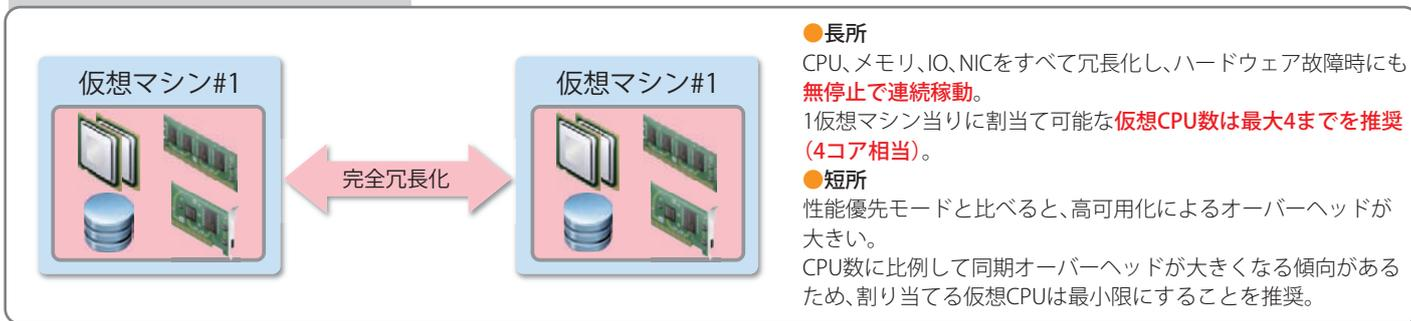 仮想マシン#1
仮想マシン#1
完全冗長化
●長所
CPU、メモリ、IO、NICをすべて冗長化し、ハードウェア故障時にも
無停止で連続稼動。
1仮想マシン当りに割当て可能な仮想CPU数は最大4までを推奨
(4コア相当)。
●短所
性能優先モードと比べると、高可用化によるオーバーヘッドが
大きい。
CPU数に比例して同期オーバーヘッドが大きくなる傾向がある
ため、割り当てる仮想CPUは最小限にすることを推奨。